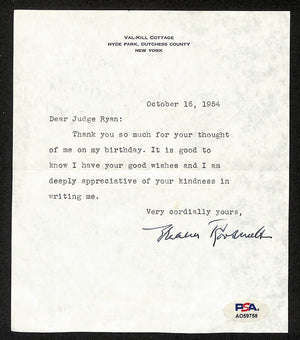 VAL-KILL COTTAGE
HYDE PARK, DUTCHESS COUNTY
NEW YORK
October 16, 1954
Dear Judge Ryan:
Thank you so much for your thought
of me on my birthday. It is good to
know I have your good wishes and I am
deeply appreciative of your kindness in
writing me.
Very cordially yours,
Eleanor Roosevelt
PSA.
AO59758